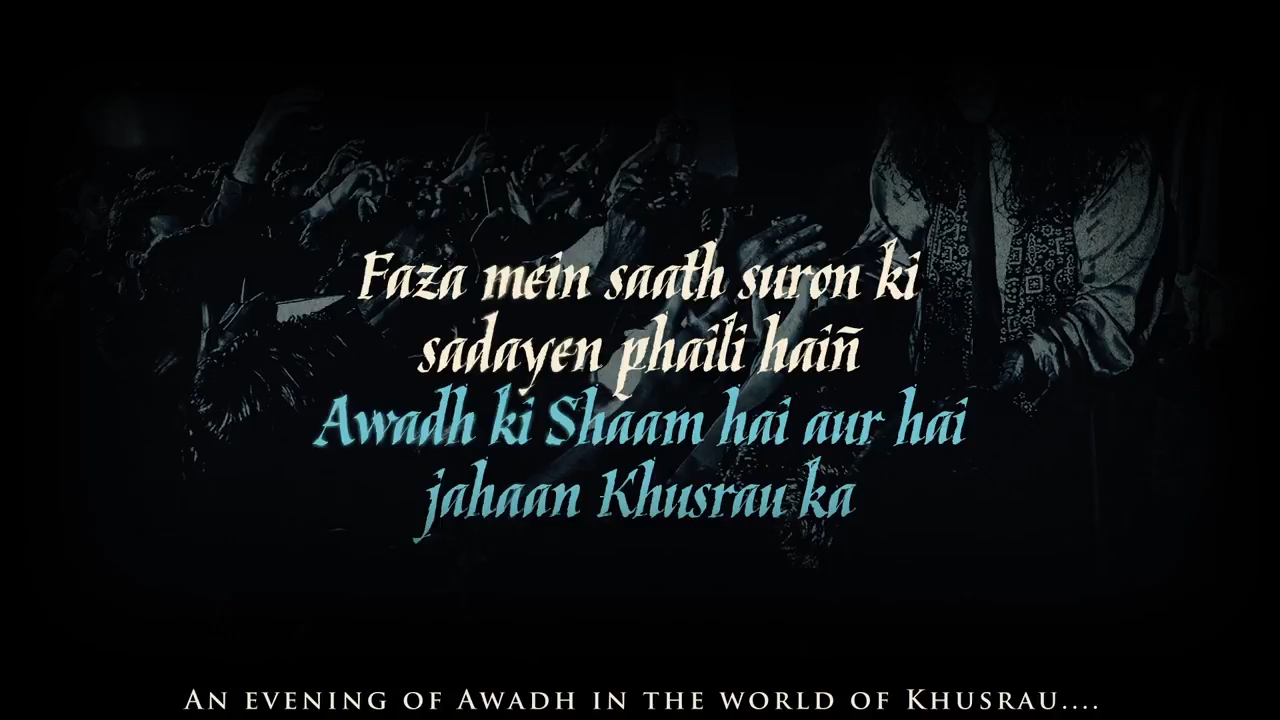 Faza mein saath suron ki
sadayen phaili haiñ
Awadh ki Shaam hai aur hai
jahaan Khusrau ka
An evening of Awadh in the world of Khusrau....